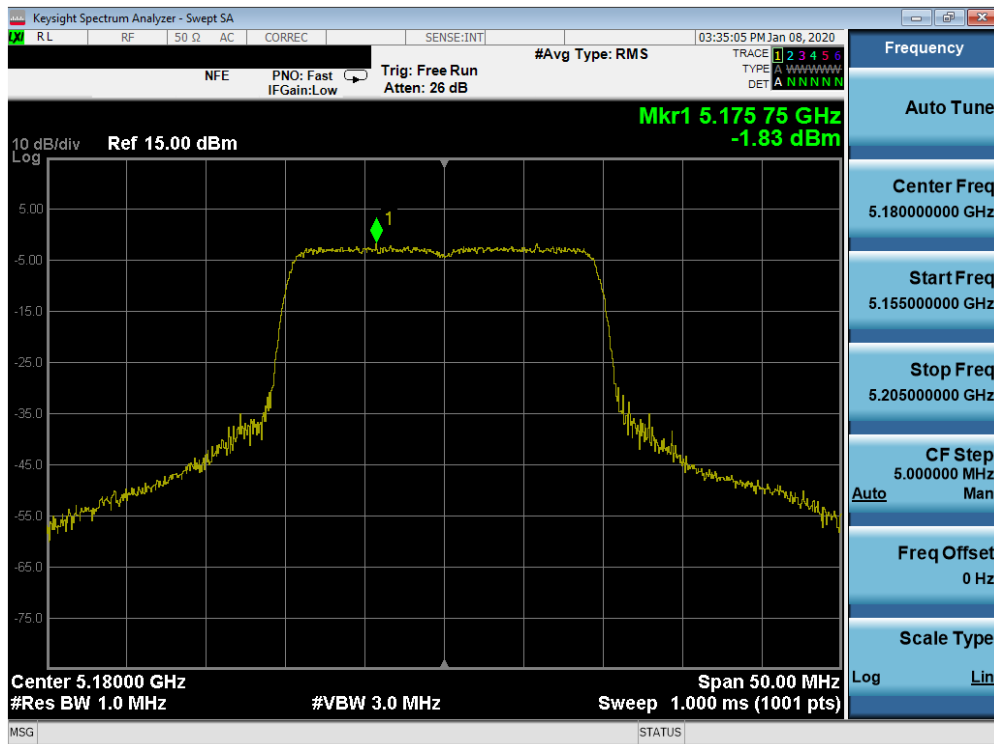 Keysight Spectrum Analyzer - Swept SA
LXI RL RF 50 Ω AC CORREC SENSE:INT 03:35:05 PM Jan 08, 2020
#Avg Type: RMS TRACE 1 2 3 4 5 6
NFE PNO: Fast Trig: Free Run TYPE A WWWWW
IFGain:Low Atten: 26 dB DET A N N N N N
Mkr1 5.175 75 GHz
-1.83 dBm
10 dB/div Ref 15.00 dBm
Log
1
5.00
-5.00
-15.0
-25.0
-35.0
-45.0
-55.0
-65.0
-75.0
Center 5.18000 GHz Span 50.00 MHz
#Res BW 1.0 MHz #VBW 3.0 MHz Sweep 1.000 ms (1001 pts)
MSG STATUS
Frequency
Auto Tune
Center Freq
5.180000000 GHz
Start Freq
5.155000000 GHz
Stop Freq
5.205000000 GHz
CF Step
5.000000 MHz
Auto Man
Freq Offset
0 Hz
Scale Type
Log Lin